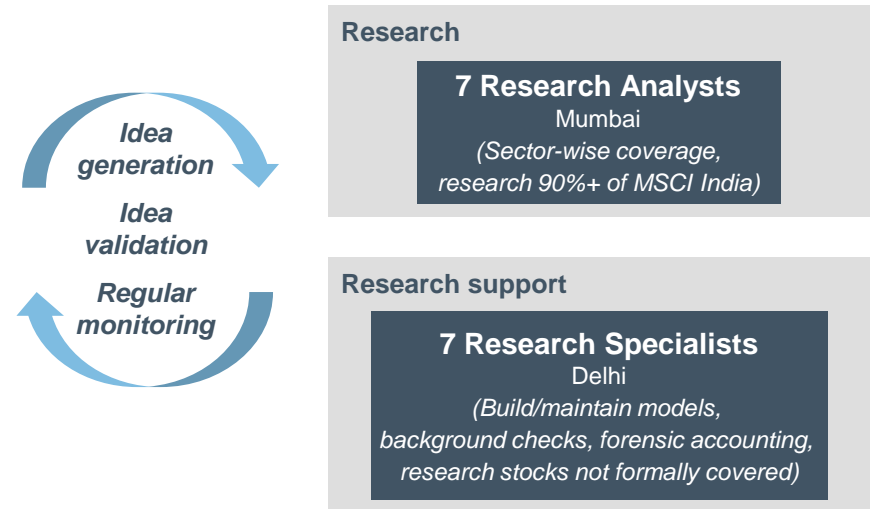 Idea
generation
Idea
validation
Regular
monitoring
Research
7 Research Analysts
Mumbai
(Sector-wise coverage,
research 90%+ of MSCI India)
Research support
7 Research Specialists
Delhi
(Build/maintain models,
background checks, forensic accounting,
research stocks not formally covered)